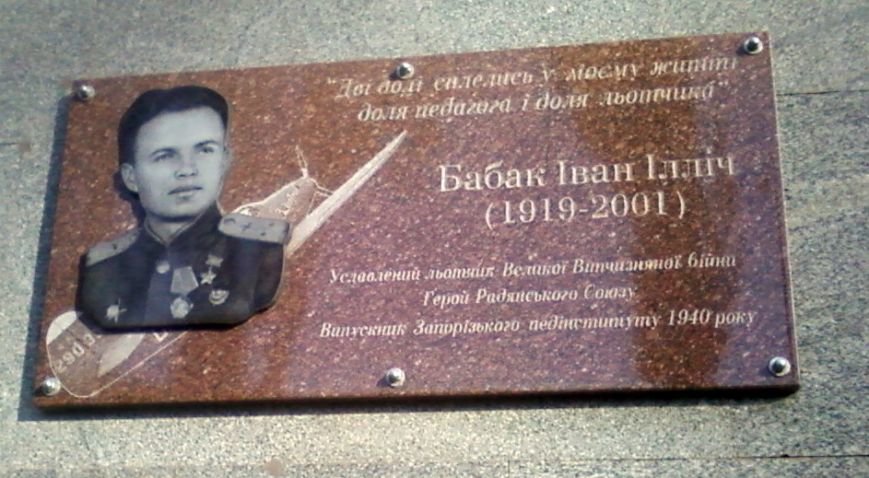 "Дві долі сплелись у моєму житті
доля педагога і доля льотчика"
Бабак Іван Ілліч
(1919-2001)
Уславлений льотчик Великої Вітчизняної війни
Герой Радянського Союзу
Випускник Запорізького педінституту 1940 року